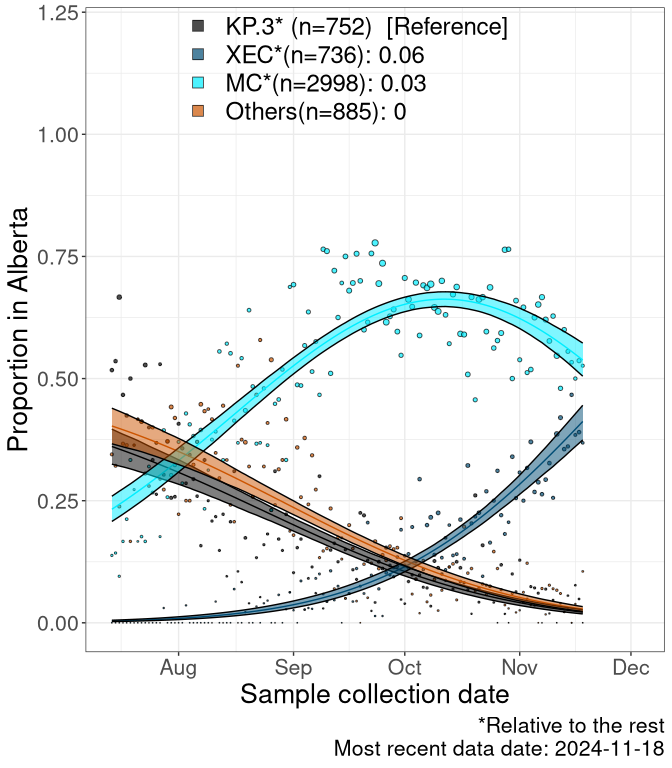 KP.3* (n=752)  [Reference]
XEC*(n=736): 0.06
MC*(n=2998): 0.03
Others(n=885): 0
1.25
1.00
0.75
0.50
0.25
0.00
Proportion in Alberta
Aug Sep Oct Nov Dec
Sample collection date
*Relative to the rest
Most recent data date: 2024-11-18